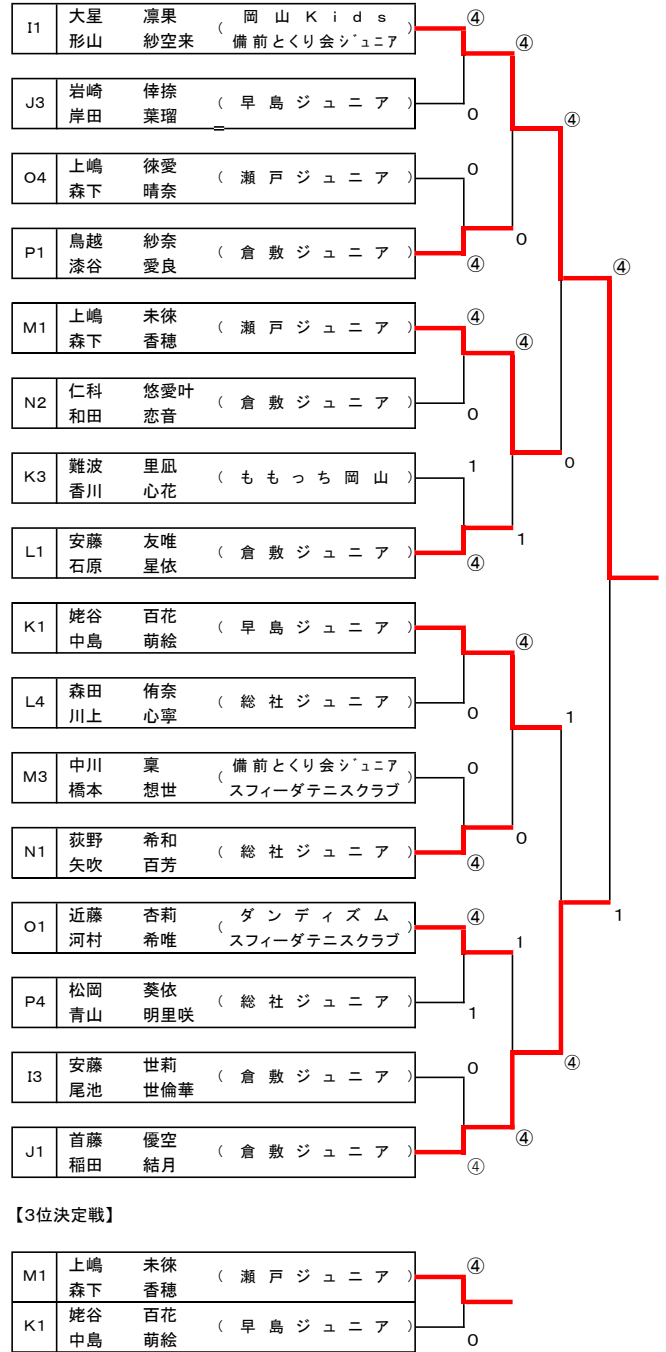 I1 大星 凛果 ( 岡山Kids ) ④
形山 紗空来 備前とくり会ジュニア ④
J3 岩崎 倖捺 ( 早島ジュニア ) 0
岸田 葉瑠 ④
O4 上嶋 徠愛 ( 瀬戸ジュニア ) 0
森下 晴奈
P1 鳥越 紗奈 ( 倉敷ジュニア ) ④ 0
漆谷 愛良 ④
M1 上嶋 未徠 ( 瀬戸ジュニア ) ④
森下 香穂 ④
N2 仁科 悠愛叶 ( 倉敷ジュニア ) 0
和田 恋音
K3 難波 里凪 ( ももっち岡山 ) 1 0
香川 心花
L1 安藤 友唯 ( 倉敷ジュニア ) ④ 1
石原 星依
K1 姥谷 百花 ( 早島ジュニア ) ④
中島 萌絵
L4 森田 侑奈 ( 総社ジュニア ) 0 1
川上 心寧
M3 中川 稟 ( 備前とくり会ジュニア ) 0
橋本 想世 スフィーダテニスクラブ
N1 荻野 希和 ( 総社ジュニア ) ④ 0
矢吹 百芳
O1 近藤 杏莉 ( ダンディズム ) ④ 1
河村 希唯 スフィーダテニスクラブ 1
P4 松岡 葵依 ( 総社ジュニア ) 1
青山 明里咲
I3 安藤 世莉 ( 倉敷ジュニア ) 0 ④
尾池 世倫華
J1 首藤 優空 ( 倉敷ジュニア ) ④ ④
稲田 結月
【3位決定戦】
M1 上嶋 未徠 ( 瀬戸ジュニア ) ④
森下 香穂
K1 姥谷 百花 ( 早島ジュニア ) 0
中島 萌絵